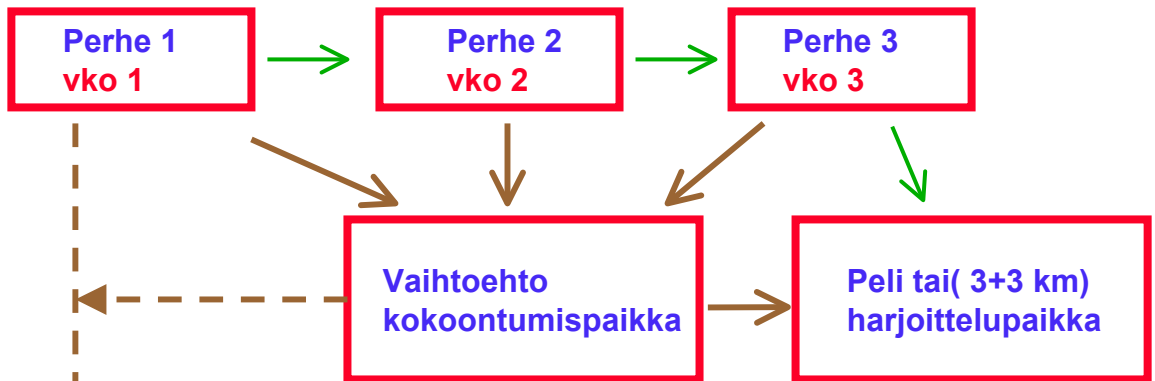 Perhe 1
vko 1
Perhe 2
vko 2
Perhe 3
vko 3
Vaihtoehto
kokoontumispaikka
Peli tai( 3+3 km)
harjoittelupaikka